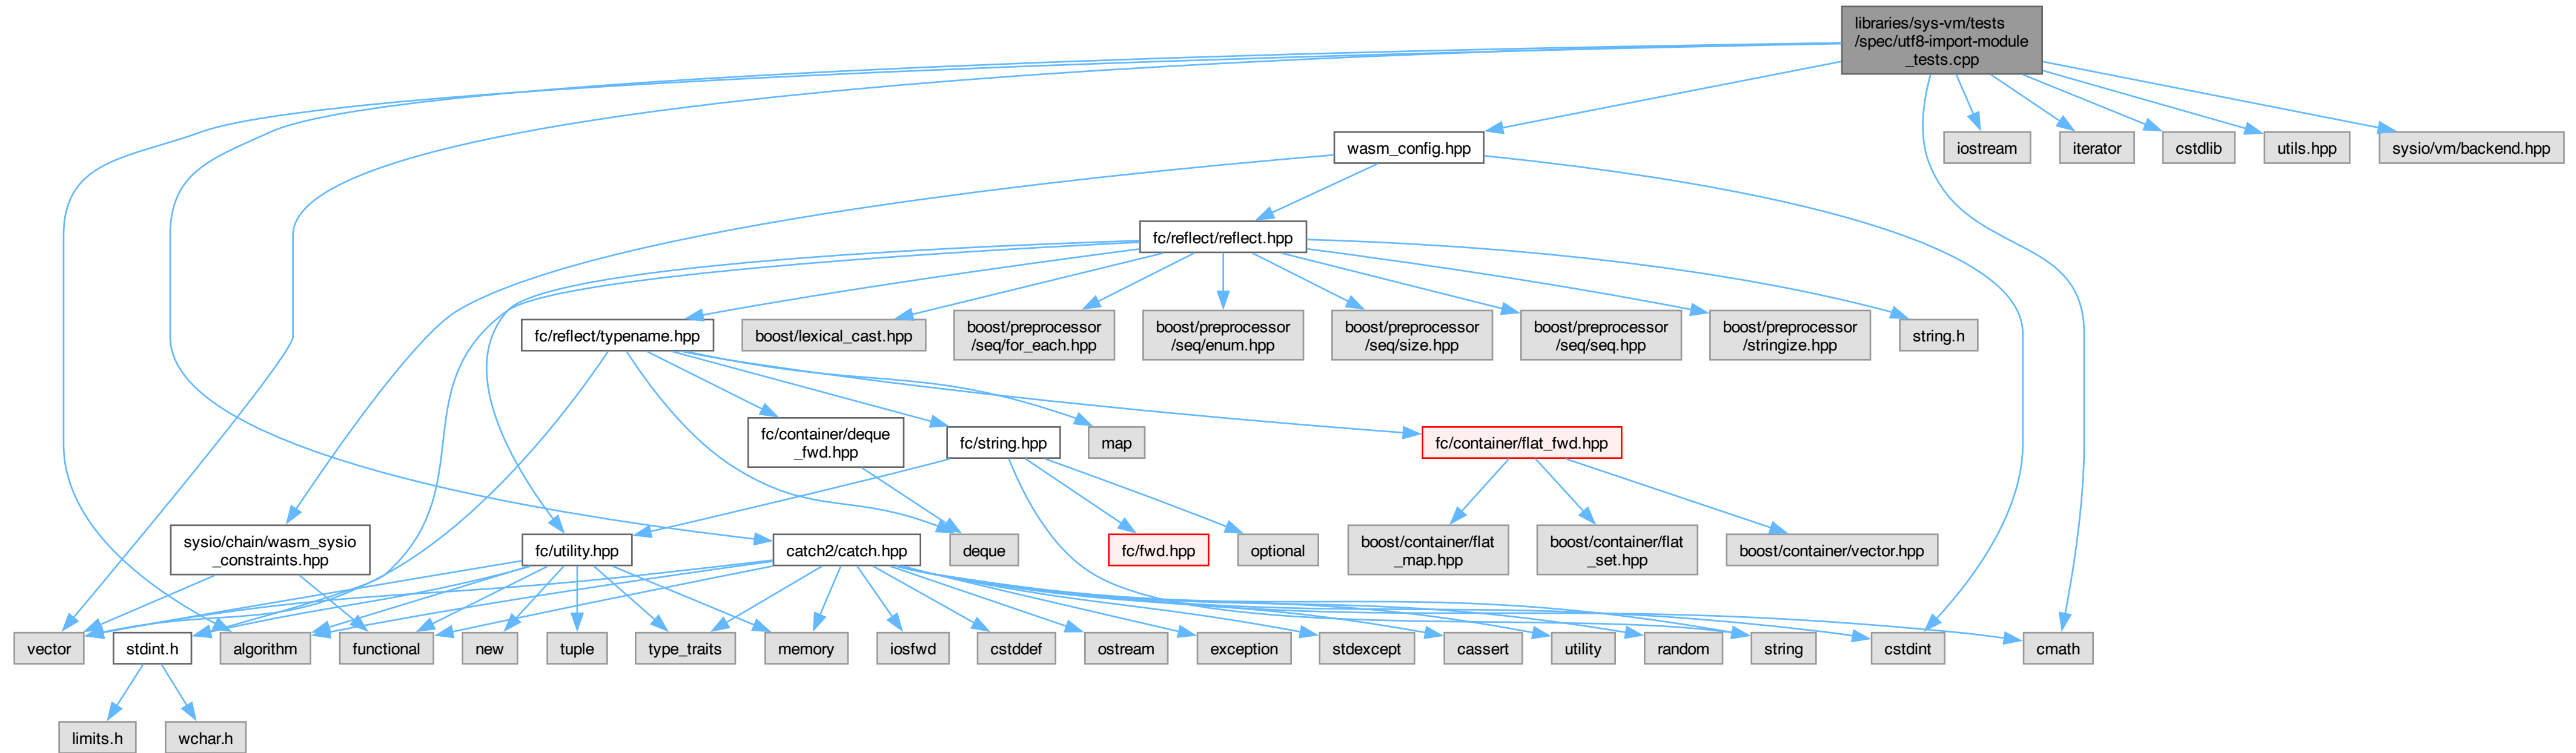 libraries/sys-vm/tests
/spec/utf8-import-module
_tests.cpp
wasm_config.hpp
iostream
iterator
cstdlib
utils.hpp
sysio/vm/backend.hpp
fc/reflect/reflect.hpp
fc/reflect/typename.hpp
boost/lexical_cast.hpp
boost/preprocessor
/seq/for_each.hpp
boost/preprocessor
/seq/enum.hpp
boost/preprocessor
/seq/size.hpp
boost/preprocessor
/seq/seq.hpp
boost/preprocessor
/stringize.hpp
string.h
fc/container/deque
_fwd.hpp
fc/string.hpp
map
fc/container/flat_fwd.hpp
sysio/chain/wasm_sysio
_constraints.hpp
fc/utility.hpp
catch2/catch.hpp
deque
fc/fwd.hpp
optional
boost/container/flat
_map.hpp
boost/container/flat
_set.hpp
boost/container/vector.hpp
vector
stdint.h
algorithm
functional
new
tuple
type_traits
memory
iosfwd
cstddef
ostream
exception
stdexcept
cassert
utility
random
string
cstdint
cmath
limits.h
wchar.h